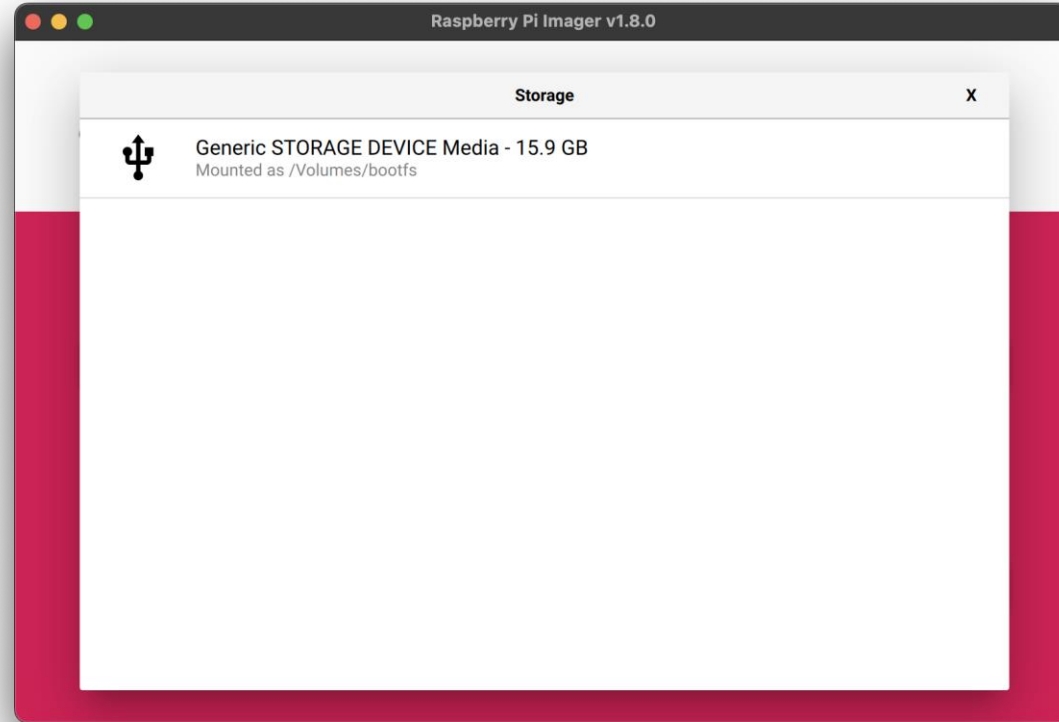 Raspberry Pi Imager v1.8.0
Storage X
Generic STORAGE DEVICE Media - 15.9 GB
Mounted as /Volumes/bootfs